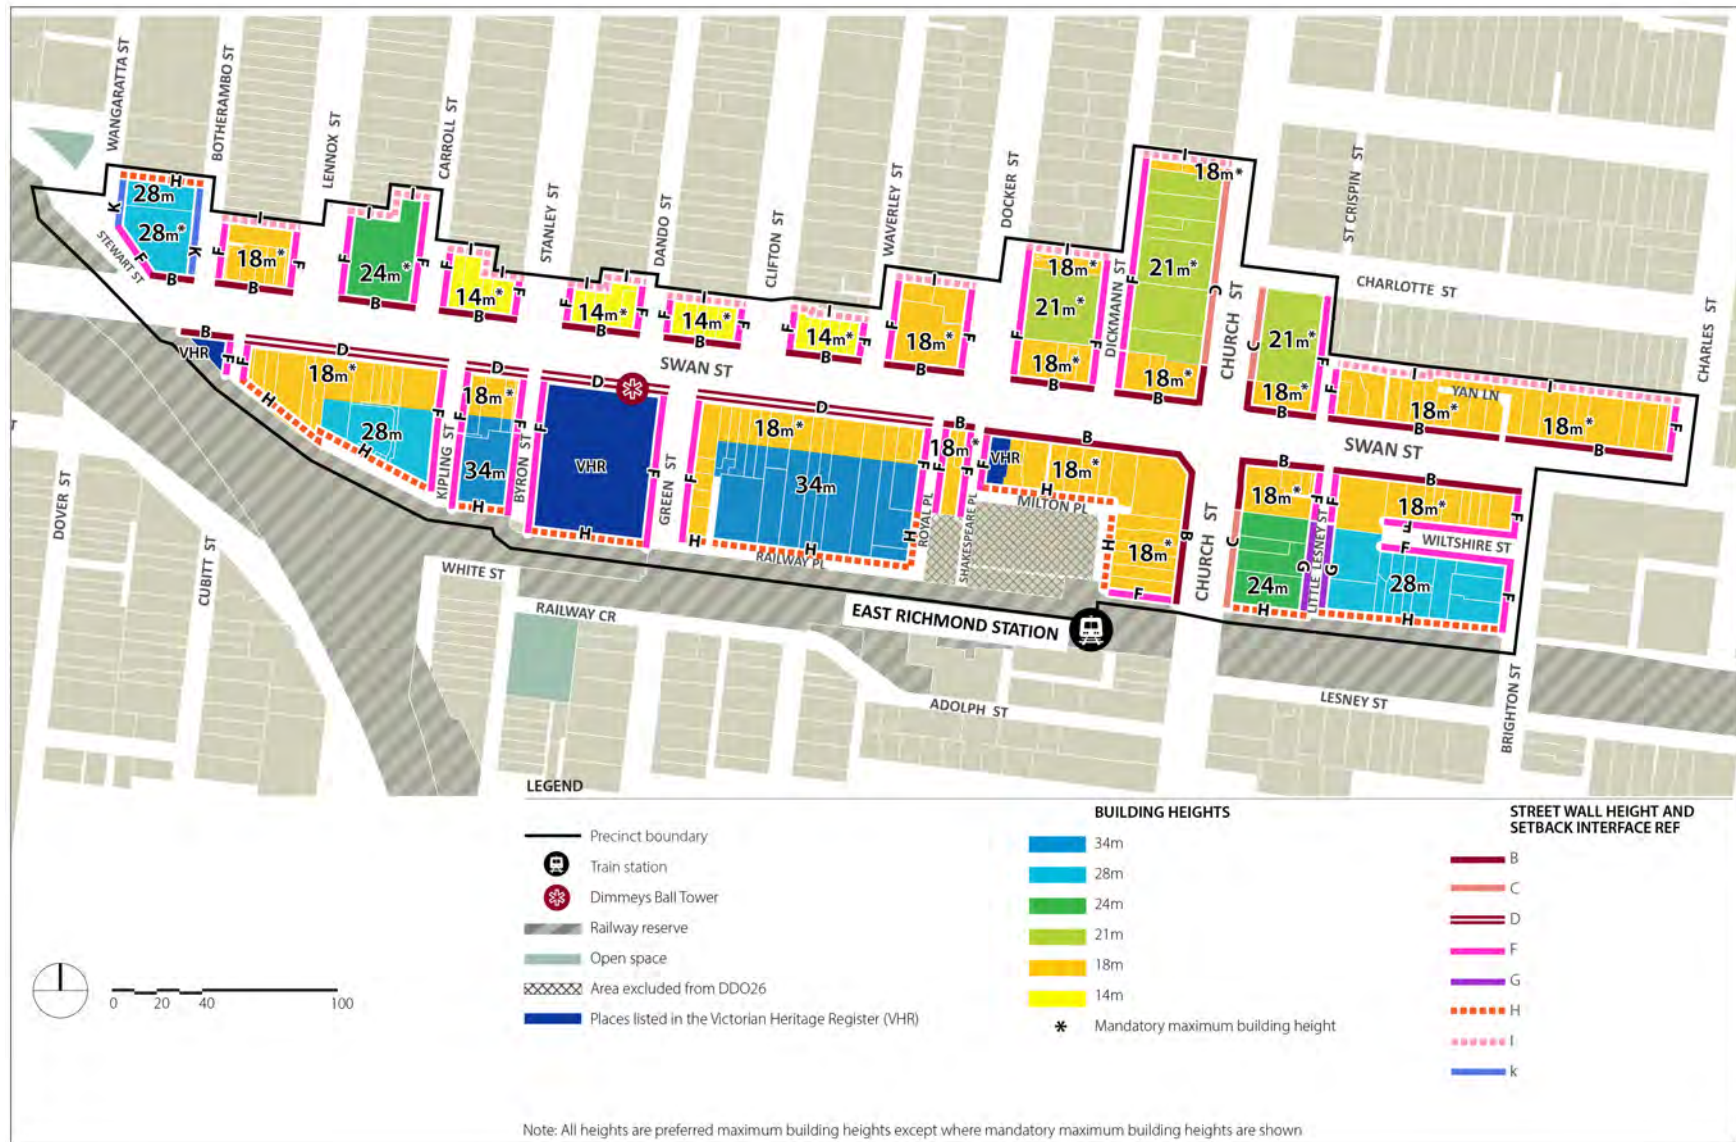 WANGARATTA ST
BOTHERAMBO ST
LENNOX ST
CARROLL ST
STANLEY ST
DANDO ST
CLIFTON ST
WAVERLEY ST
DOCKER ST
DICKMANN ST
CHURCH ST
ST CRISPIN ST
CHARLOTTE ST
CHARLES ST
YAN LN
STEWART ST
SWAN ST
SWAN ST
H
28m
28m*
K
K
F
B
I
18m*
F
F
B
I
I
24m*
F
F
B
I
I
14m*
F
F
B
I
I
14m*
F
F
B
I
14m*
F
F
B
I
14m*
F
F
B
I
18m*
F
F
B
I
18m*
21m*
18m*
F
F
B
I
18m*
21m*
18m*
F
C
B
C
21m*
18m*
F
B
I
I
18m*
18m*
F
F
B
B
B
VHR
F
F
D
18m*
28m
F
H
H
KIPLING ST
D
18m*
34m
F
F
H
BYRON ST
D
VHR
F
F
H
GREEN ST
D
18m*
34m
F
F
H
H
H
RAILWAY PL
ROYAL PL
B
18m*
F
F
SHAKESPEARE PL
F
VHR
B
18m*
H
MILTON PL
18m*
H
B
F
CHURCH ST
B
18m*
F
C
24m
G
H
LITTLE LESNEY ST
B
18m*
F
F
F
F
WILTSHIRE ST
G
28m
F
H
EAST RICHMOND STATION
DOVER ST
CUBITT ST
WHITE ST
RAILWAY CR
ADOLPH ST
LESNEY ST
BRIGHTON ST
0 20 40 100
LEGEND
Precinct boundary
Train station
Dimmeys Ball Tower
Railway reserve
Open space
Area excluded from DDO26
Places listed in the Victorian Heritage Register (VHR)
BUILDING HEIGHTS
34m
28m
24m
21m
18m
14m
* Mandatory maximum building height
STREET WALL HEIGHT AND
SETBACK INTERFACE REF
B
C
D
F
G
H
I
k
Note: All heights are preferred maximum building heights except where mandatory maximum building heights are shown